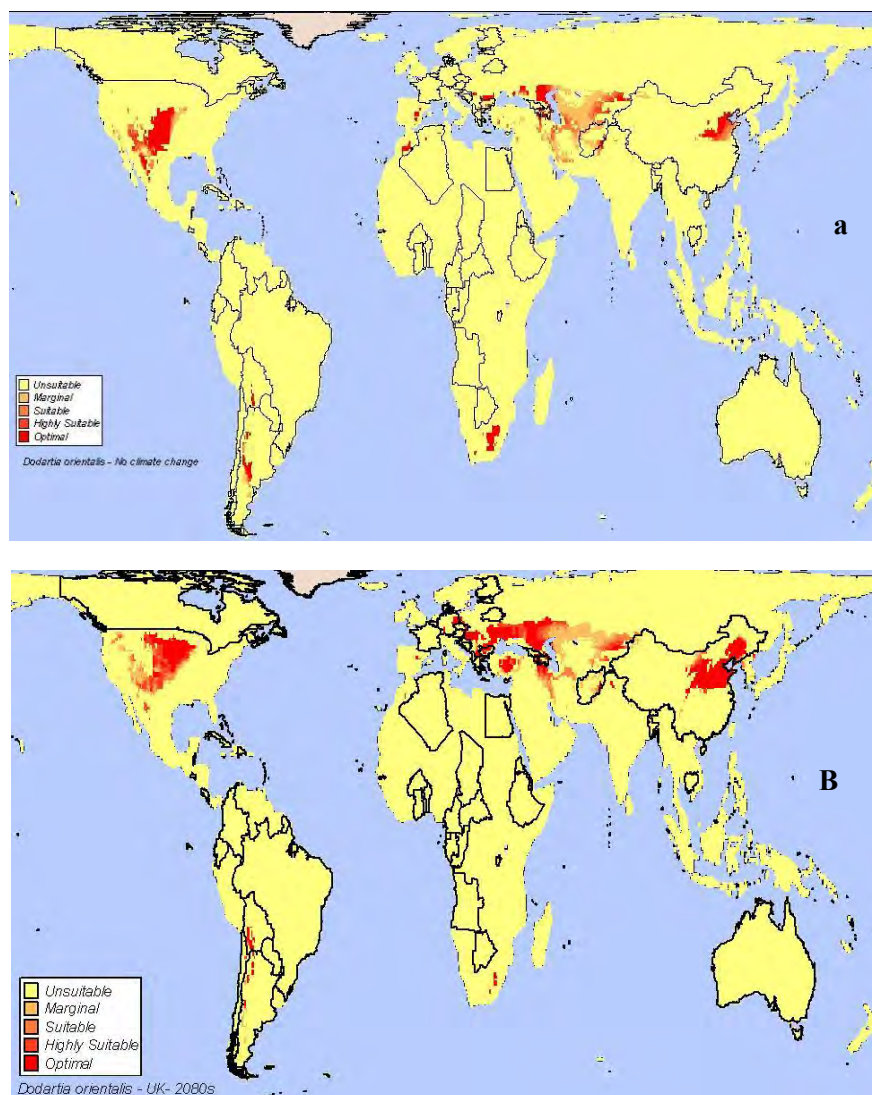 a
Unsuitable
Marginal
Suitable
Highly Suitable
Optimal
Dodartia orientalis - No climate change
B
Unsuitable
Marginal
Suitable
Highly Suitable
Optimal
Dodartia orientalis - UK- 2080s